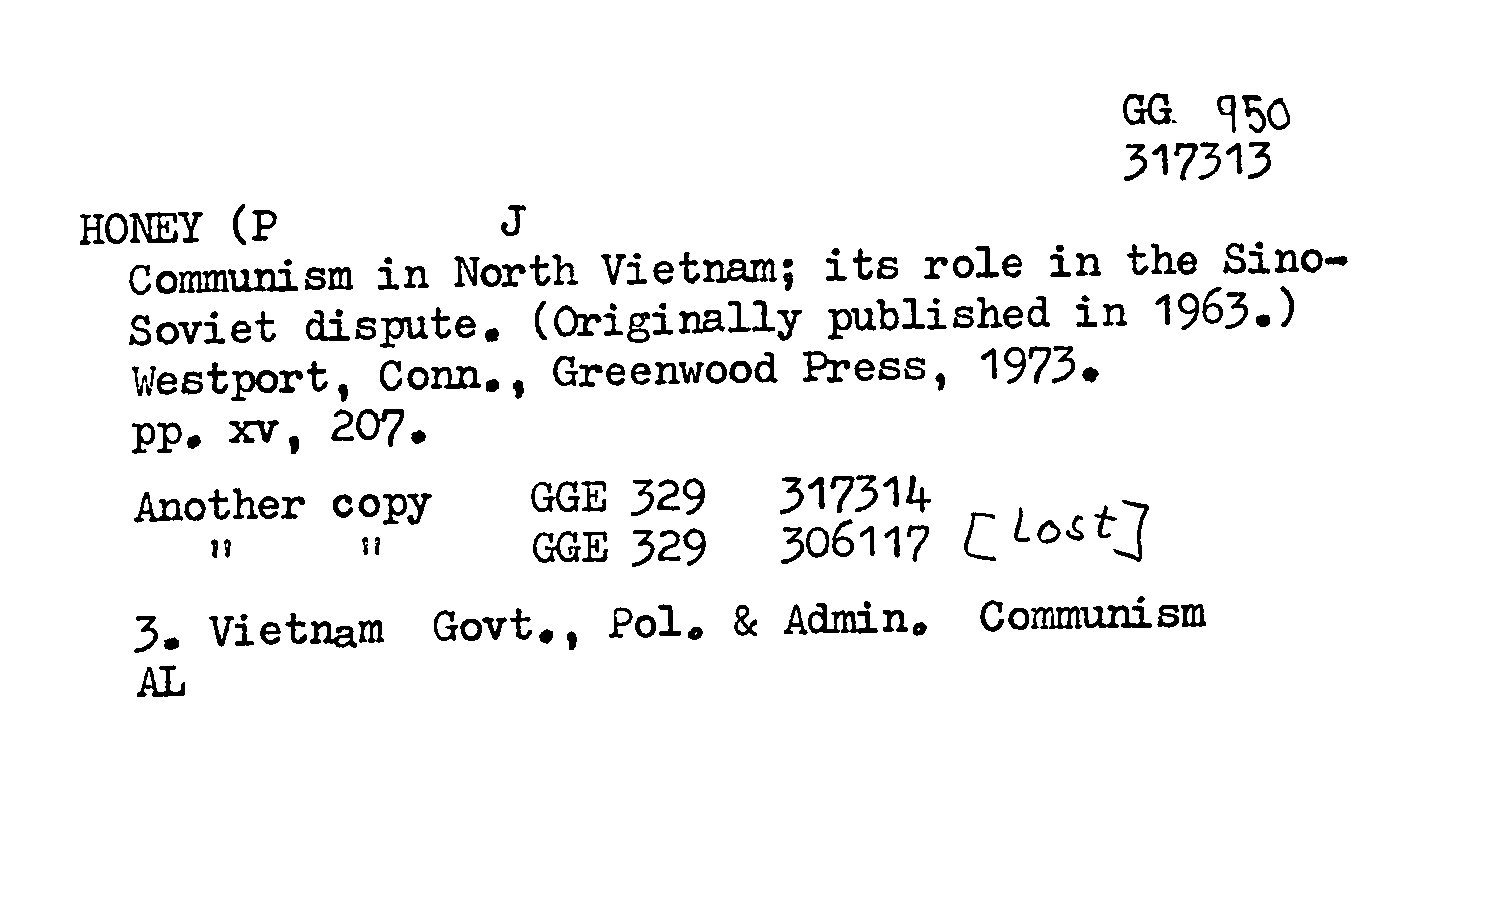 GG 950
317313
HONEY (P J
Communism in North Vietnam; its role in the Sino-
Soviet dispute. (Originally published in 1963.)
Westport, Conn., Greenwood Press, 1973.
pp. xv, 207.
Another copy GGE 329 317314
" " GGE 329 306117 [Lost]
3. Vietnam Govt., Pol. & Admin. Communism
AL